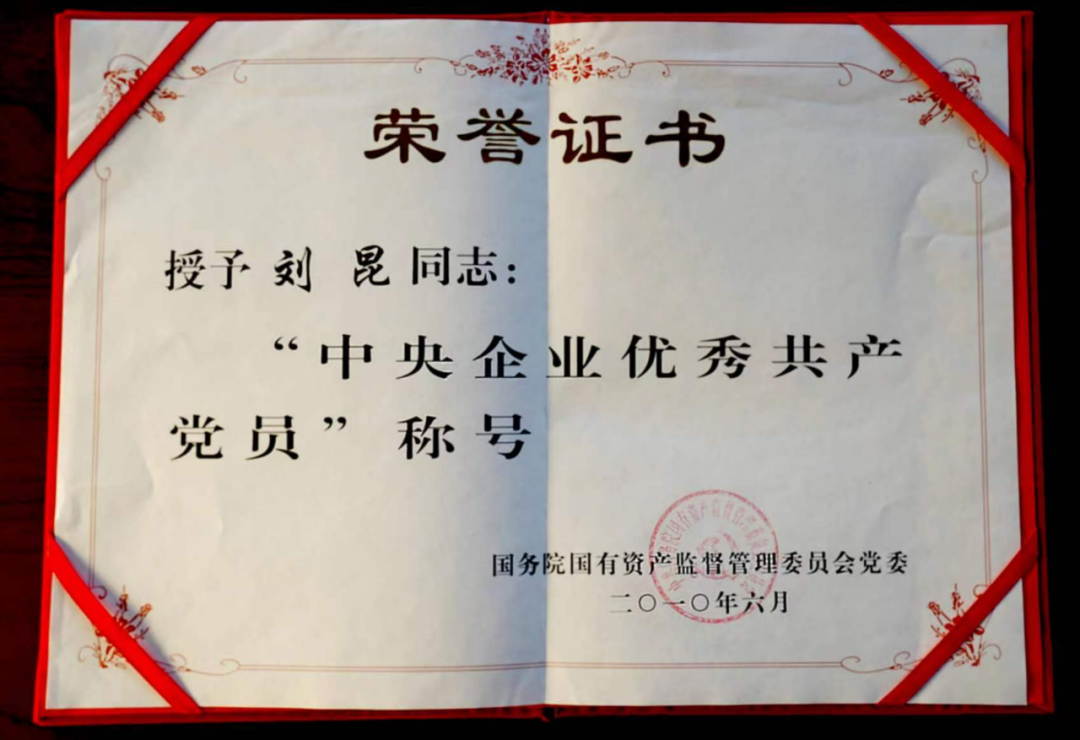 荣誉证书
授予 刘 昆 同志：
“中央企业优秀共产
党员”称号
国务院国有资产监督管理委员会党委
二〇一〇年六月